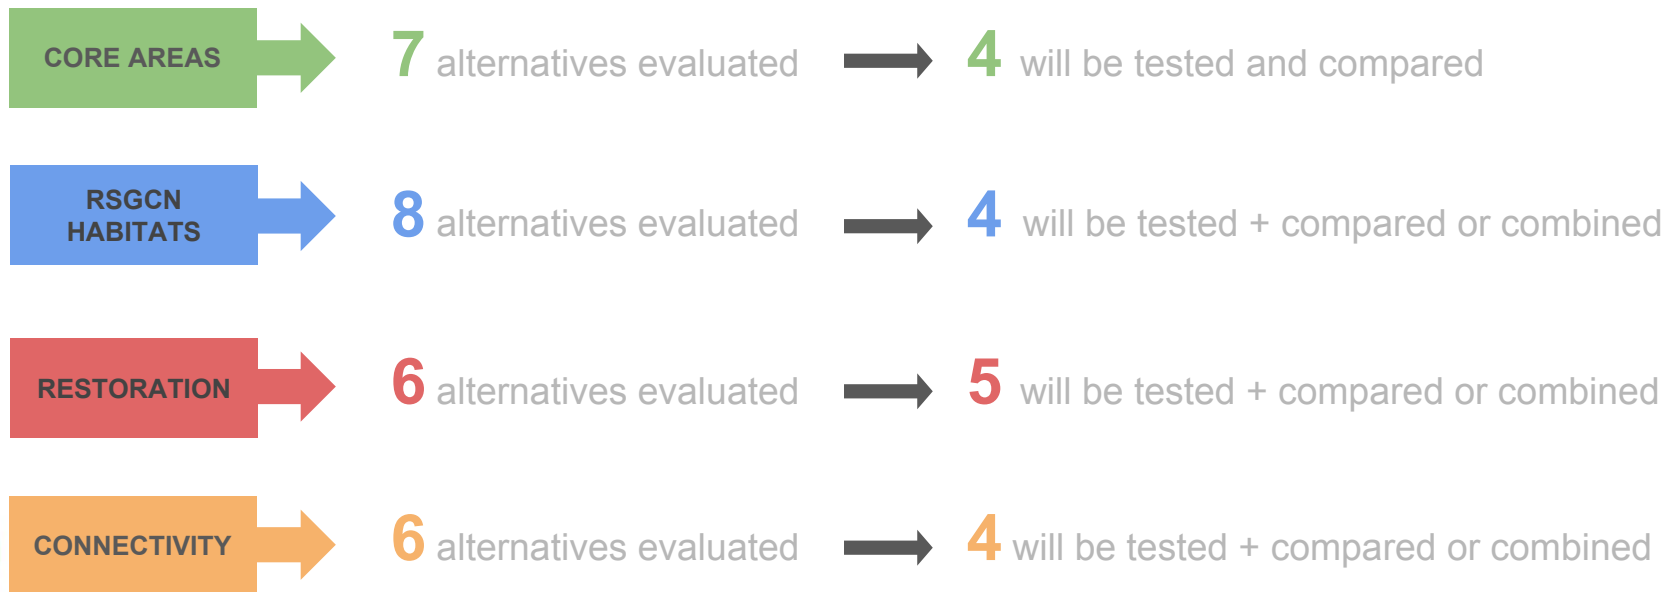 CORE AREAS 7 alternatives evaluated 4 will be tested and compared
RSGCN
HABITATS 8 alternatives evaluated 4 will be tested + compared or combined
RESTORATION 6 alternatives evaluated 5 will be tested + compared or combined
CONNECTIVITY 6 alternatives evaluated 4 will be tested + compared or combined